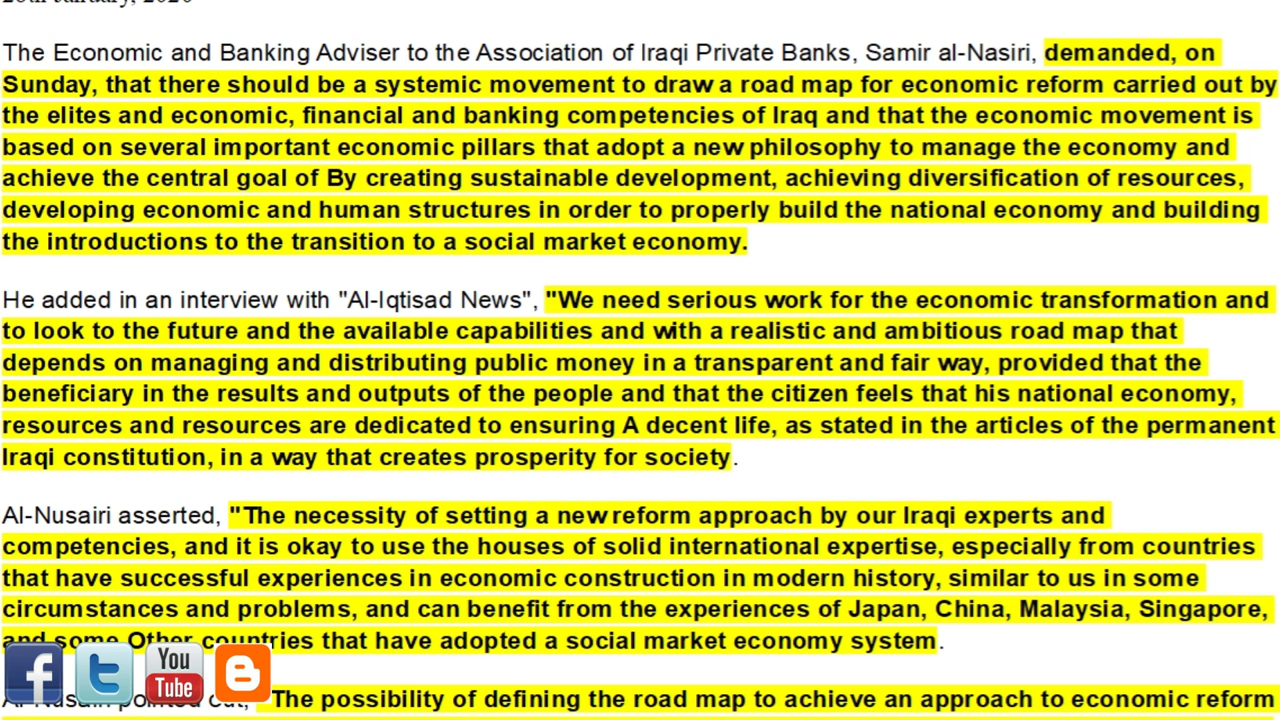 26th January, 2020
The Economic and Banking Adviser to the Association of Iraqi Private Banks, Samir al-Nasiri, demanded, on
Sunday, that there should be a systemic movement to draw a road map for economic reform carried out by
the elites and economic, financial and banking competencies of Iraq and that the economic movement is
based on several important economic pillars that adopt a new philosophy to manage the economy and
achieve the central goal of By creating sustainable development, achieving diversification of resources,
developing economic and human structures in order to properly build the national economy and building
the introductions to the transition to a social market economy.
He added in an interview with "Al-Iqtisad News", "We need serious work for the economic transformation and
to look to the future and the available capabilities and with a realistic and ambitious road map that
depends on managing and distributing public money in a transparent and fair way, provided that the
beneficiary in the results and outputs of the people and that the citizen feels that his national economy,
resources and resources are dedicated to ensuring A decent life, as stated in the articles of the permanent
Iraqi constitution, in a way that creates prosperity for society.
Al-Nusairi asserted, "The necessity of setting a new reform approach by our Iraqi experts and
competencies, and it is okay to use the houses of solid international expertise, especially from countries
that have successful experiences in economic construction in modern history, similar to us in some
circumstances and problems, and can benefit from the experiences of Japan, China, Malaysia, Singapore,
and some Other countries that have adopted a social market economy system.
Al-Nusairi pointed out, "The possibility of defining the road map to achieve an approach to economic reform
f t You Tube B